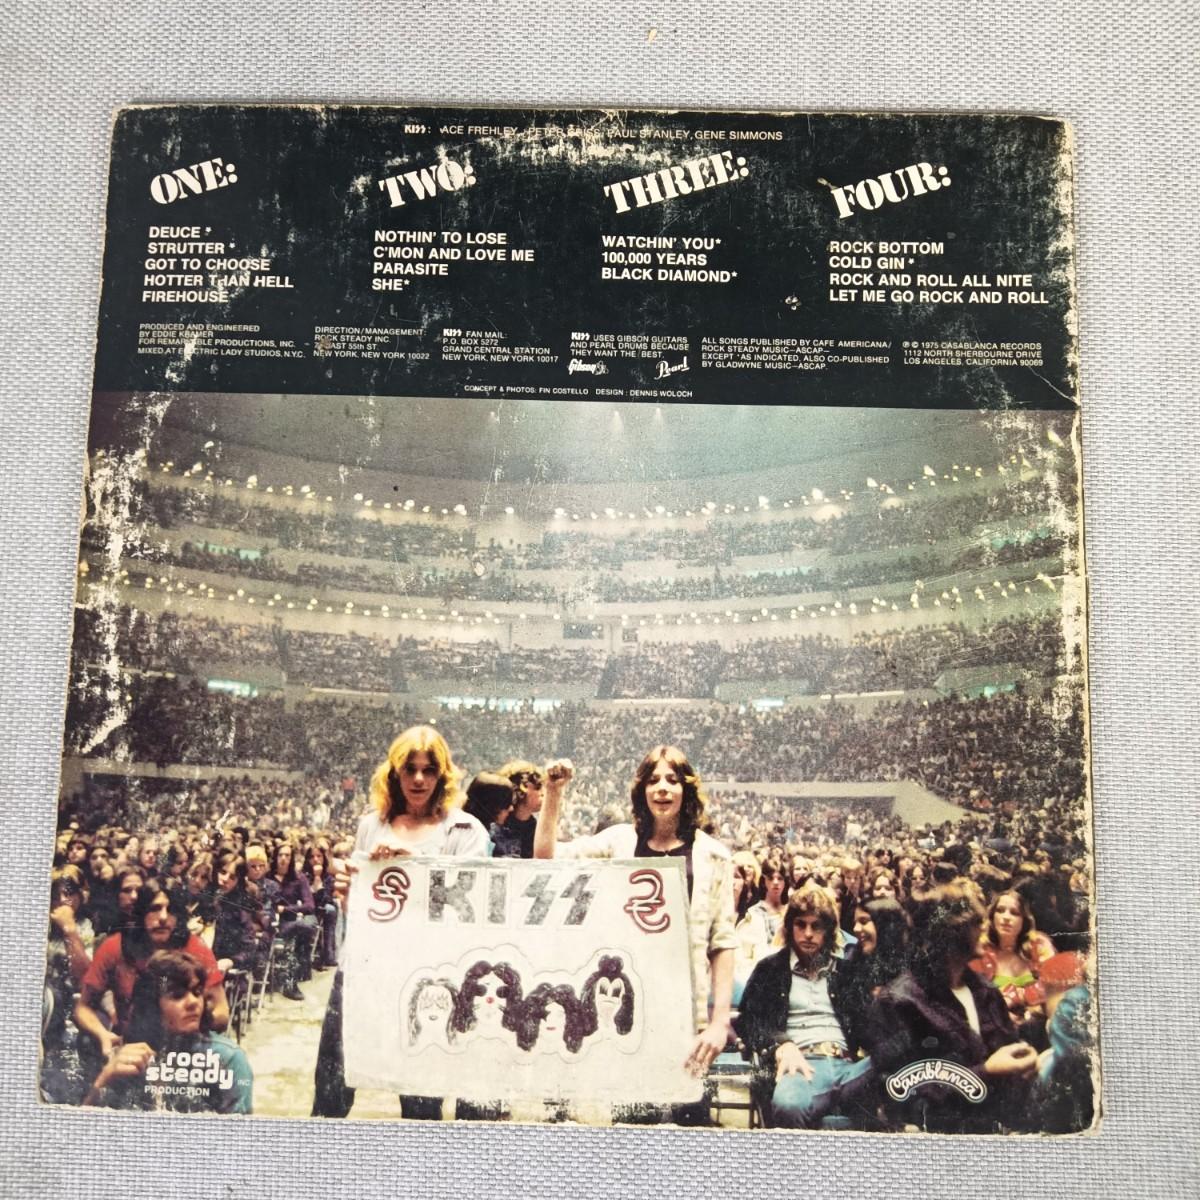 KISS: ACE FREHLEY, PETER CRISS, PAUL STANLEY, GENE SIMMONS
ONE:
DEUCE *
STRUTTER *
GOT TO CHOOSE
HOTTER THAN HELL
FIREHOUSE
TWO:
NOTHIN' TO LOSE
C'MON AND LOVE ME
PARASITE
SHE*
THREE:
WATCHIN' YOU*
100,000 YEARS
BLACK DIAMOND*
FOUR:
ROCK BOTTOM
COLD GIN *
ROCK AND ROLL ALL NITE
LET ME GO ROCK AND ROLL
PRODUCED AND ENGINEERED
BY EDDIE KRAMER
FOR REMARKABLE PRODUCTIONS, INC.
MIXED AT ELECTRIC LADY STUDIOS, N.Y.C.
DIRECTION/MANAGEMENT:
ROCK STEADY INC.
EAST 55th ST.
NEW YORK, NEW YORK 10022
KISS FAN MAIL:
P.O. BOX 5272
GRAND CENTRAL STATION
NEW YORK, NEW YORK 10017
KISS USES GIBSON GUITARS
AND PEARL DRUMS BECAUSE
THEY WANT THE BEST.
Gibson
Pearl
ALL SONGS PUBLISHED BY CAFE AMERICANA/
ROCK STEADY MUSIC—ASCAP—
EXCEPT *AS INDICATED, ALSO CO-PUBLISHED
BY GLADWYNE MUSIC—ASCAP.
℗ © 1975 CASABLANCA RECORDS
1112 NORTH SHERBOURNE DRIVE
LOS ANGELES, CALIFORNIA 90069
CONCEPT & PHOTOS: FIN COSTELLO DESIGN: DENNIS WOLOCH
KISS
rock
steady INC
PRODUCTION
Casablanca